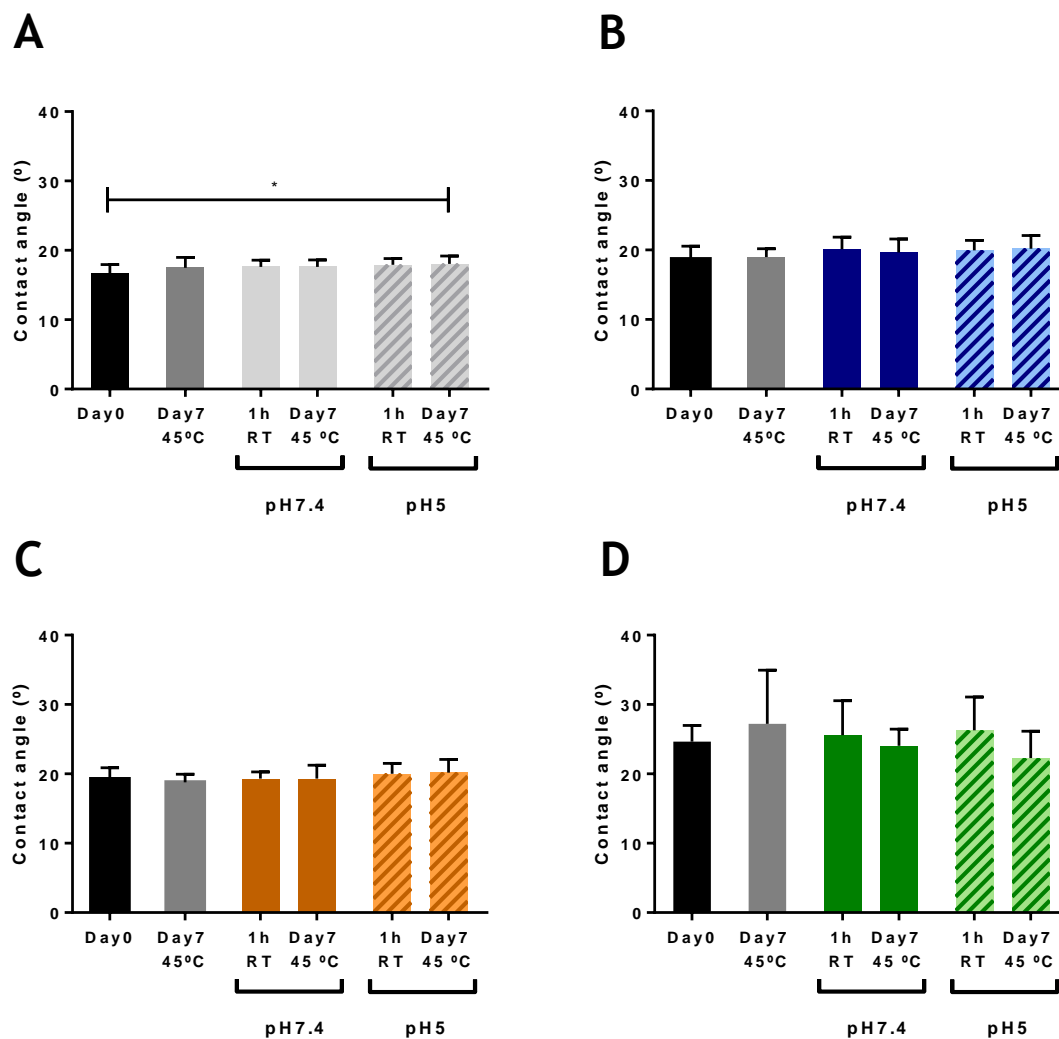 A
Contact angle (º)
40
30
20
10
0
*
Day0 Day7 1h Day7 1h Day7
45ºC RT 45 ºC RT 45 ºC
pH7.4 pH5
B
Contact angle (º)
40
30
20
10
0
Day0 Day7 1h Day7 1h Day7
45ºC RT 45 ºC RT 45 ºC
pH7.4 pH5
C
Contact angle (º)
40
30
20
10
0
Day0 Day7 1h Day7 1h Day7
45ºC RT 45 ºC RT 45 ºC
pH7.4 pH5
D
Contact angle (º)
40
30
20
10
0
Day0 Day7 1h Day7 1h Day7
45ºC RT 45 ºC RT 45 ºC
pH7.4 pH5